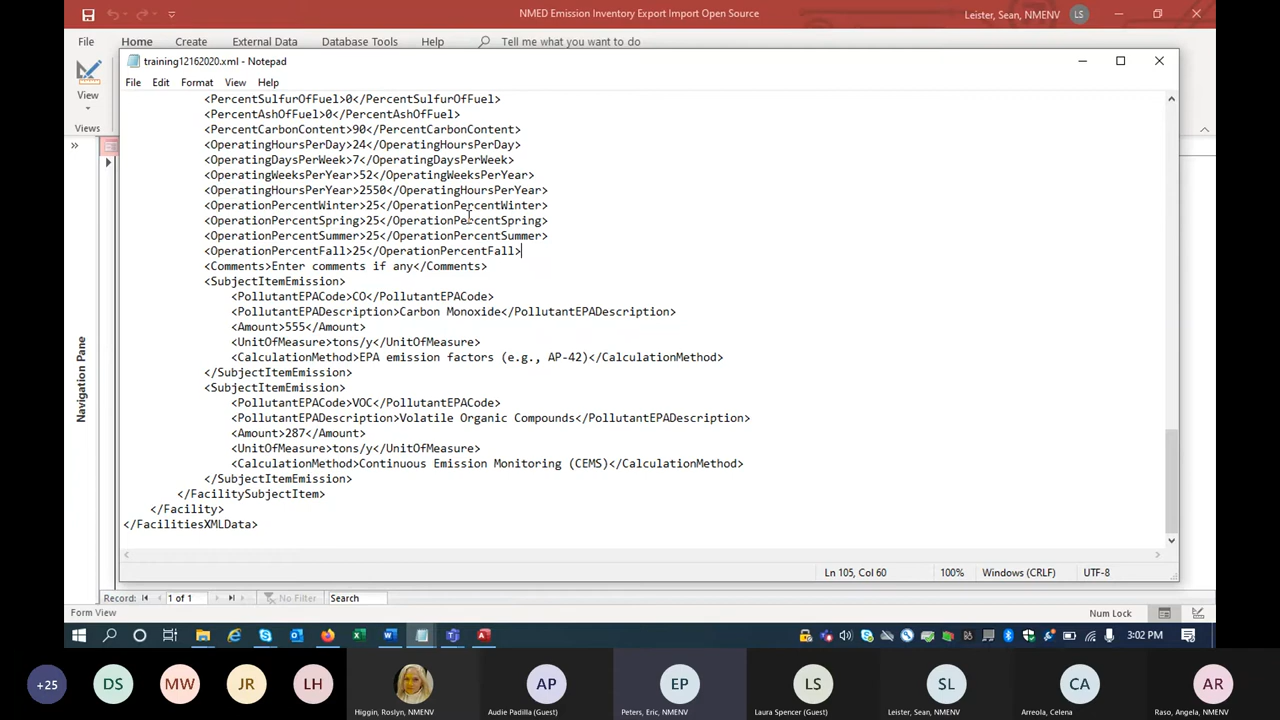 NMED Emission Inventory Export Import Open Source
Leister, Sean, NMENV LS
File Home Create External Data Database Tools Help Tell me what you want to do
View
Views
training12162020.xml - Notepad
File Edit Format View Help
<PercentSulfurOfFuel>0</PercentSulfurOfFuel>
<PercentAshOfFuel>0</PercentAshOfFuel>
<PercentCarbonContent>90</PercentCarbonContent>
<OperatingHoursPerDay>24</OperatingHoursPerDay>
<OperatingDaysPerWeek>7</OperatingDaysPerWeek>
<OperatingWeeksPerYear>52</OperatingWeeksPerYear>
<OperatingHoursPerYear>2550</OperatingHoursPerYear>
<OperationPercentWinter>25</OperationPercentWinter>
<OperationPercentSpring>25</OperationPercentSpring>
<OperationPercentSummer>25</OperationPercentSummer>
<OperationPercentFall>25</OperationPercentFall>
<Comments>Enter comments if any</Comments>
<SubjectItemEmission>
<PollutantEPACode>CO</PollutantEPACode>
<PollutantEPADescription>Carbon Monoxide</PollutantEPADescription>
<Amount>555</Amount>
<UnitOfMeasure>tons/y</UnitOfMeasure>
<CalculationMethod>EPA emission factors (e.g., AP-42)</CalculationMethod>
</SubjectItemEmission>
<SubjectItemEmission>
<PollutantEPACode>VOC</PollutantEPACode>
<PollutantEPADescription>Volatile Organic Compounds</PollutantEPADescription>
<Amount>287</Amount>
<UnitOfMeasure>tons/y</UnitOfMeasure>
<CalculationMethod>Continuous Emission Monitoring (CEMS)</CalculationMethod>
</SubjectItemEmission>
</FacilitySubjectItem>
</Facility>
</FacilitiesXMLData>
Ln 105, Col 60 100% Windows (CRLF) UTF-8
Navigation Pane
Record: 1 of 1 No Filter Search
Form View Num Lock
3:02 PM
+25 DS MW JR LH AP EP LS SL CA AR
Higgin, Roslyn, NMENV Audie Padilla (Guest) Peters, Eric, NMENV Laura Spencer (Guest) Leister, Sean, NMENV Arreola, Celena Raso, Angela, NMENV